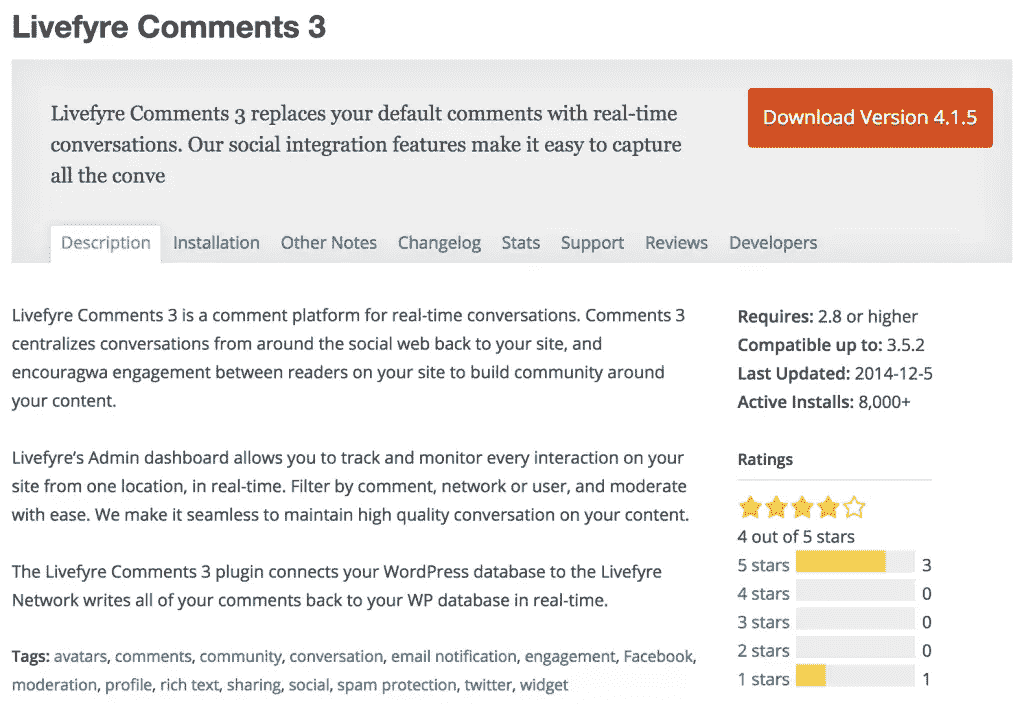 Livefyre Comments 3
Livefyre Comments 3 replaces your default comments with real-time
conversations. Our social integration features make it easy to capture
all the conve
Download Version 4.1.5
Description Installation Other Notes Changelog Stats Support Reviews Developers
Livefyre Comments 3 is a comment platform for real-time conversations. Comments 3
centralizes conversations from around the social web back to your site, and
encouragwa engagement between readers on your site to build community around
your content.
Livefyre's Admin dashboard allows you to track and monitor every interaction on your
site from one location, in real-time. Filter by comment, network or user, and moderate
with ease. We make it seamless to maintain high quality conversation on your content.
The Livefyre Comments 3 plugin connects your WordPress database to the Livefyre
Network writes all of your comments back to your WP database in real-time.
Tags: avatars, comments, community, conversation, email notification, engagement, Facebook,
moderation, profile, rich text, sharing, social, spam protection, twitter, widget
Requires: 2.8 or higher
Compatible up to: 3.5.2
Last Updated: 2014-12-5
Active Installs: 8,000+
Ratings
4 out of 5 stars
5 stars 3
4 stars 0
3 stars 0
2 stars 0
1 stars 1